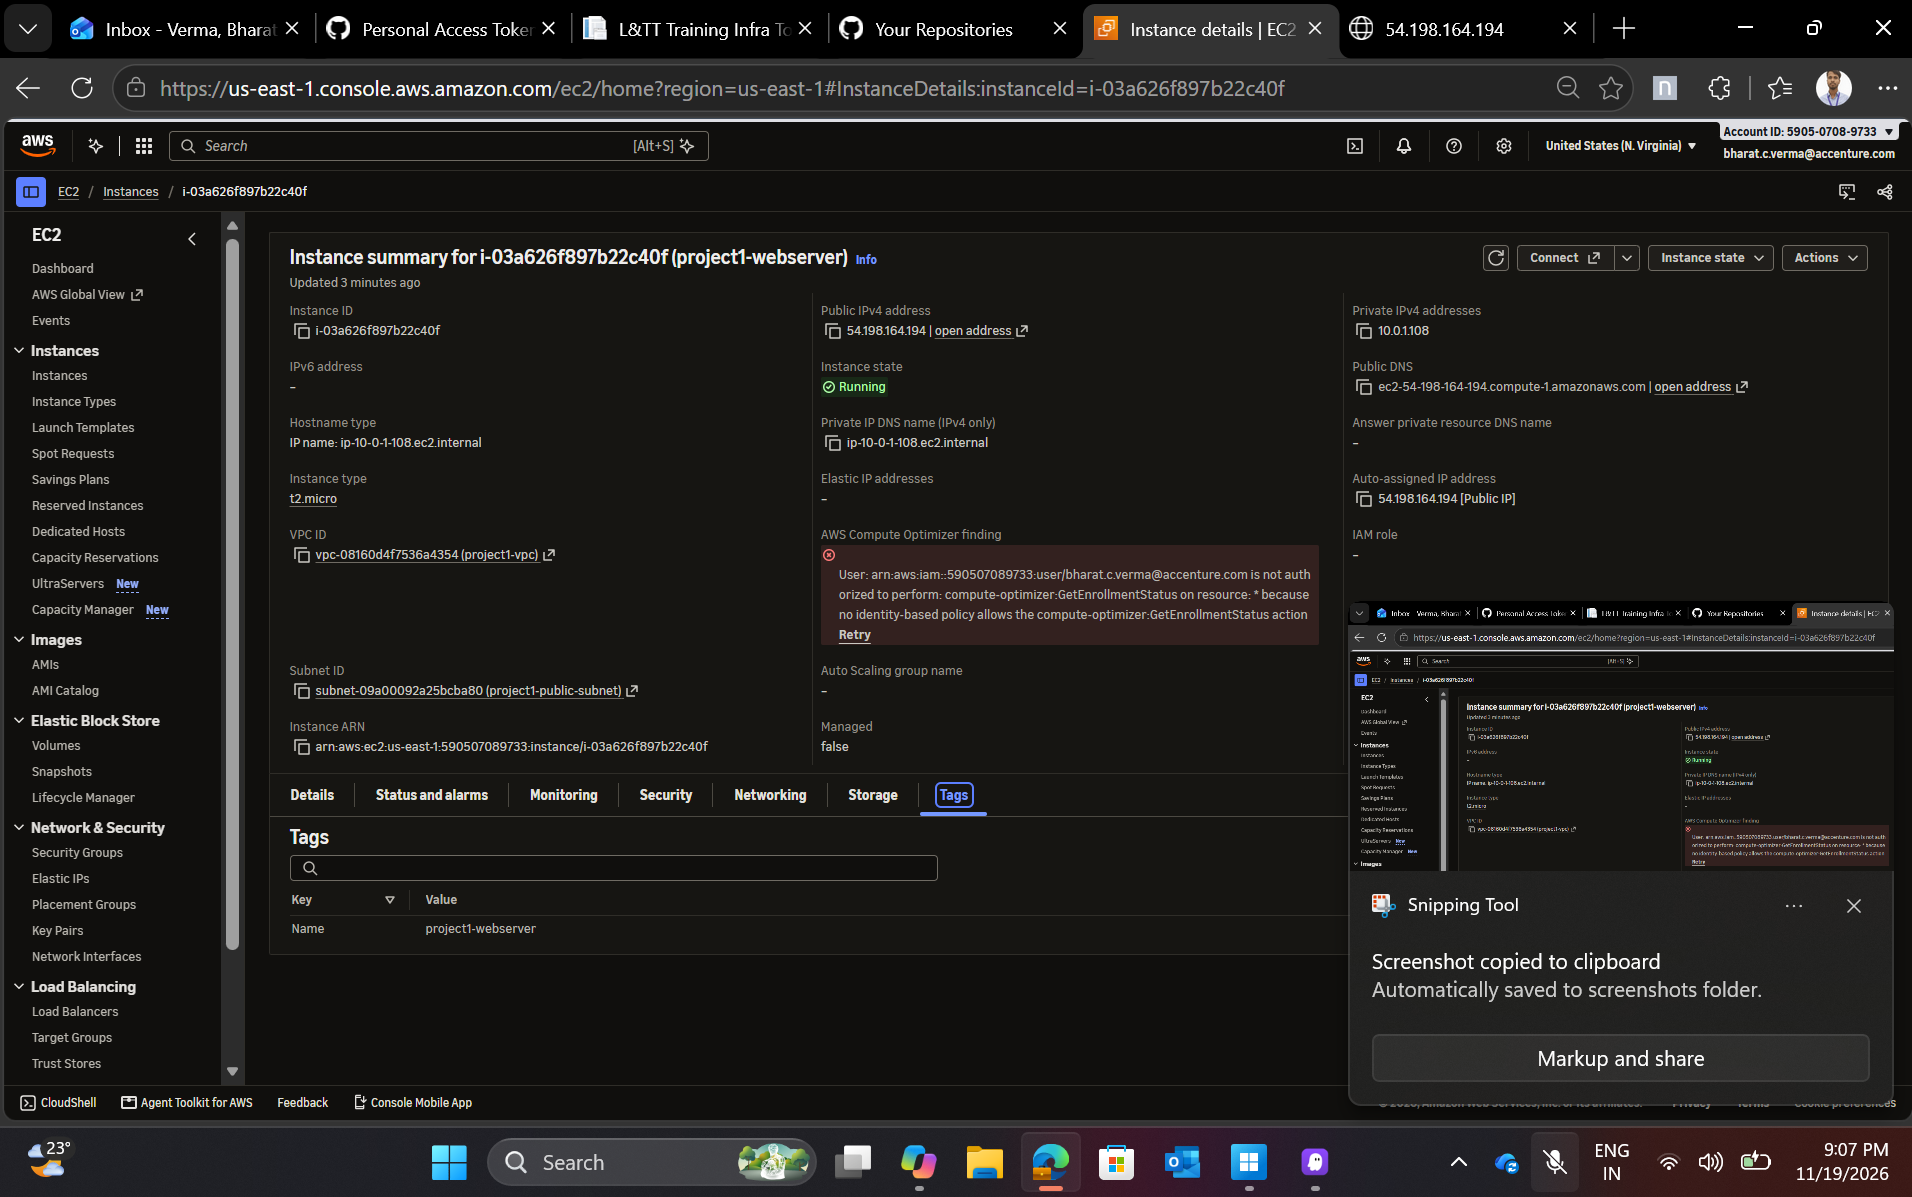 Inbox - Verma, Bharat
Personal Access Token
L&TT Training Infra To
Your Repositories
Instance details | EC2
54.198.164.194
https://us-east-1.console.aws.amazon.com/ec2/home?region=us-east-1#InstanceDetails:instanceId=i-03a626f897b22c40f
aws
Search
[Alt+S]
United States (N. Virginia)
Account ID: 5905-0708-9733
bharat.c.verma@accenture.com
EC2 / Instances / i-03a626f897b22c40f
EC2
Dashboard
AWS Global View
Events
Instances
Instances
Instance Types
Launch Templates
Spot Requests
Savings Plans
Reserved Instances
Dedicated Hosts
Capacity Reservations
UltraServers New
Capacity Manager New
Images
AMIs
AMI Catalog
Elastic Block Store
Volumes
Snapshots
Lifecycle Manager
Network & Security
Security Groups
Elastic IPs
Placement Groups
Key Pairs
Network Interfaces
Load Balancing
Load Balancers
Target Groups
Trust Stores
Instance summary for i-03a626f897b22c40f (project1-webserver) Info
Updated 3 minutes ago
Connect
Instance state
Actions
Instance ID
i-03a626f897b22c40f
Public IPv4 address
54.198.164.194 | open address
Private IPv4 addresses
10.0.1.108
IPv6 address
–
Instance state
Running
Public DNS
ec2-54-198-164-194.compute-1.amazonaws.com | open address
Hostname type
IP name: ip-10-0-1-108.ec2.internal
Private IP DNS name (IPv4 only)
ip-10-0-1-108.ec2.internal
Answer private resource DNS name
–
Instance type
t2.micro
Elastic IP addresses
–
Auto-assigned IP address
54.198.164.194 [Public IP]
VPC ID
vpc-08160d4f7536a4354 (project1-vpc)
AWS Compute Optimizer finding
User: arn:aws:iam::590507089733:user/bharat.c.verma@accenture.com is not auth
orized to perform: compute-optimizer:GetEnrollmentStatus on resource: * because
no identity-based policy allows the compute-optimizer:GetEnrollmentStatus action
Retry
IAM role
–
Subnet ID
subnet-09a00092a25bcba80 (project1-public-subnet)
Auto Scaling group name
–
Instance ARN
arn:aws:ec2:us-east-1:590507089733:instance/i-03a626f897b22c40f
Managed
false
Details
Status and alarms
Monitoring
Security
Networking
Storage
Tags
Tags
Key
Value
Name
project1-webserver
Snipping Tool
Screenshot copied to clipboard
Automatically saved to screenshots folder.
Markup and share
CloudShell
Agent Toolkit for AWS
Feedback
Console Mobile App
23°
Search
ENG
IN
9:07 PM
11/19/2026